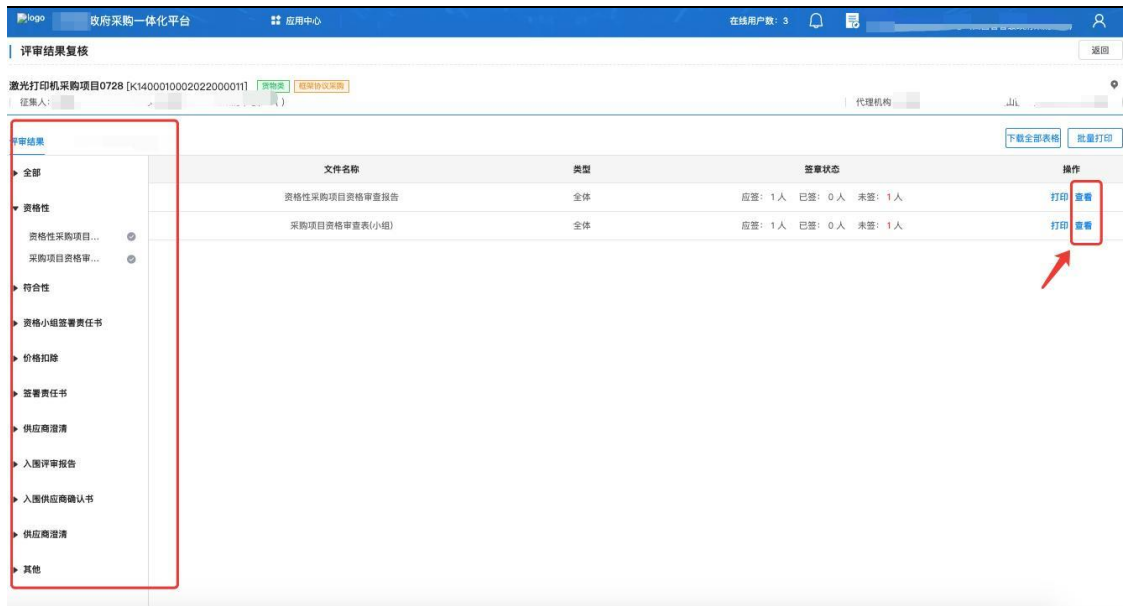 logo 政府采购一体化平台 应用中心 在线用户数: 3
评审结果复核 返回
激光打印机采购项目0728 [K1400010002022000011] 货物类 框架协议采购
征集人: ) 代理机构
评审结果 下载全部表格 批量打印
文件名称 类型 签章状态 操作
全部
资格性采购项目资格审查报告 全体 应签: 1人 已签: 0人 未签: 1人 打印 查看
资格性
采购项目资格审查表(小组) 全体 应签: 1人 已签: 0人 未签: 1人 打印 查看
资格性采购项目...
采购项目资格审...
符合性
资格小组签署责任书
价格扣除
签署责任书
供应商澄清
入围评审报告
入围供应商确认书
供应商澄清
其他